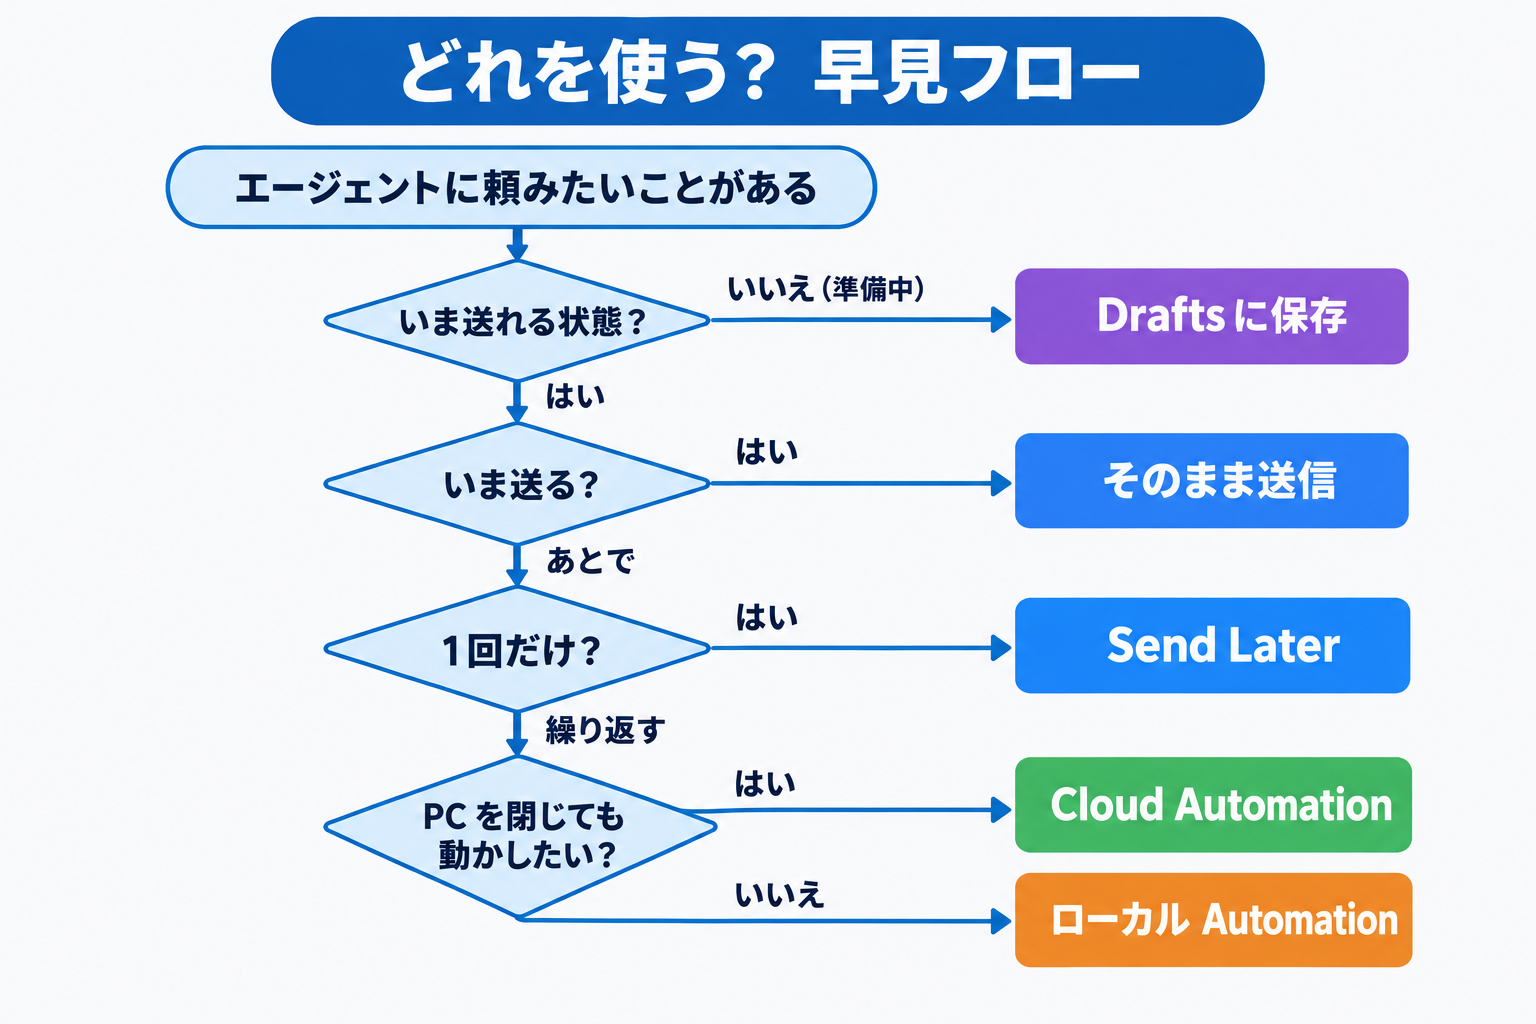 どれを使う？ 早見フロー
エージェントに頼みたいことがある
いま送れる状態？
いいえ（準備中）
Drafts に保存
はい
いま送る？
はい
そのまま送信
あとで
1回だけ？
はい
Send Later
繰り返す
PC を閉じても
動かしたい？
はい
Cloud Automation
いいえ
ローカル Automation